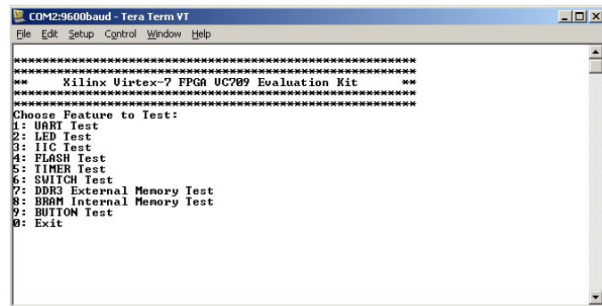 COM2:9600baud - Tera Term VT
File Edit Setup Control Window Help
*******************************************************
*******************************************************
**     Xilinx Virtex-7 FPGA VC709 Evaluation Kit     **
*******************************************************
*******************************************************
Choose Feature to Test:
1: UART Test
2: LED Test
3: IIC Test
4: FLASH Test
5: TIMER Test
6: SWITCH Test
7: DDR3 External Memory Test
8: BRAM Internal Memory Test
9: BUTTON Test
0: Exit